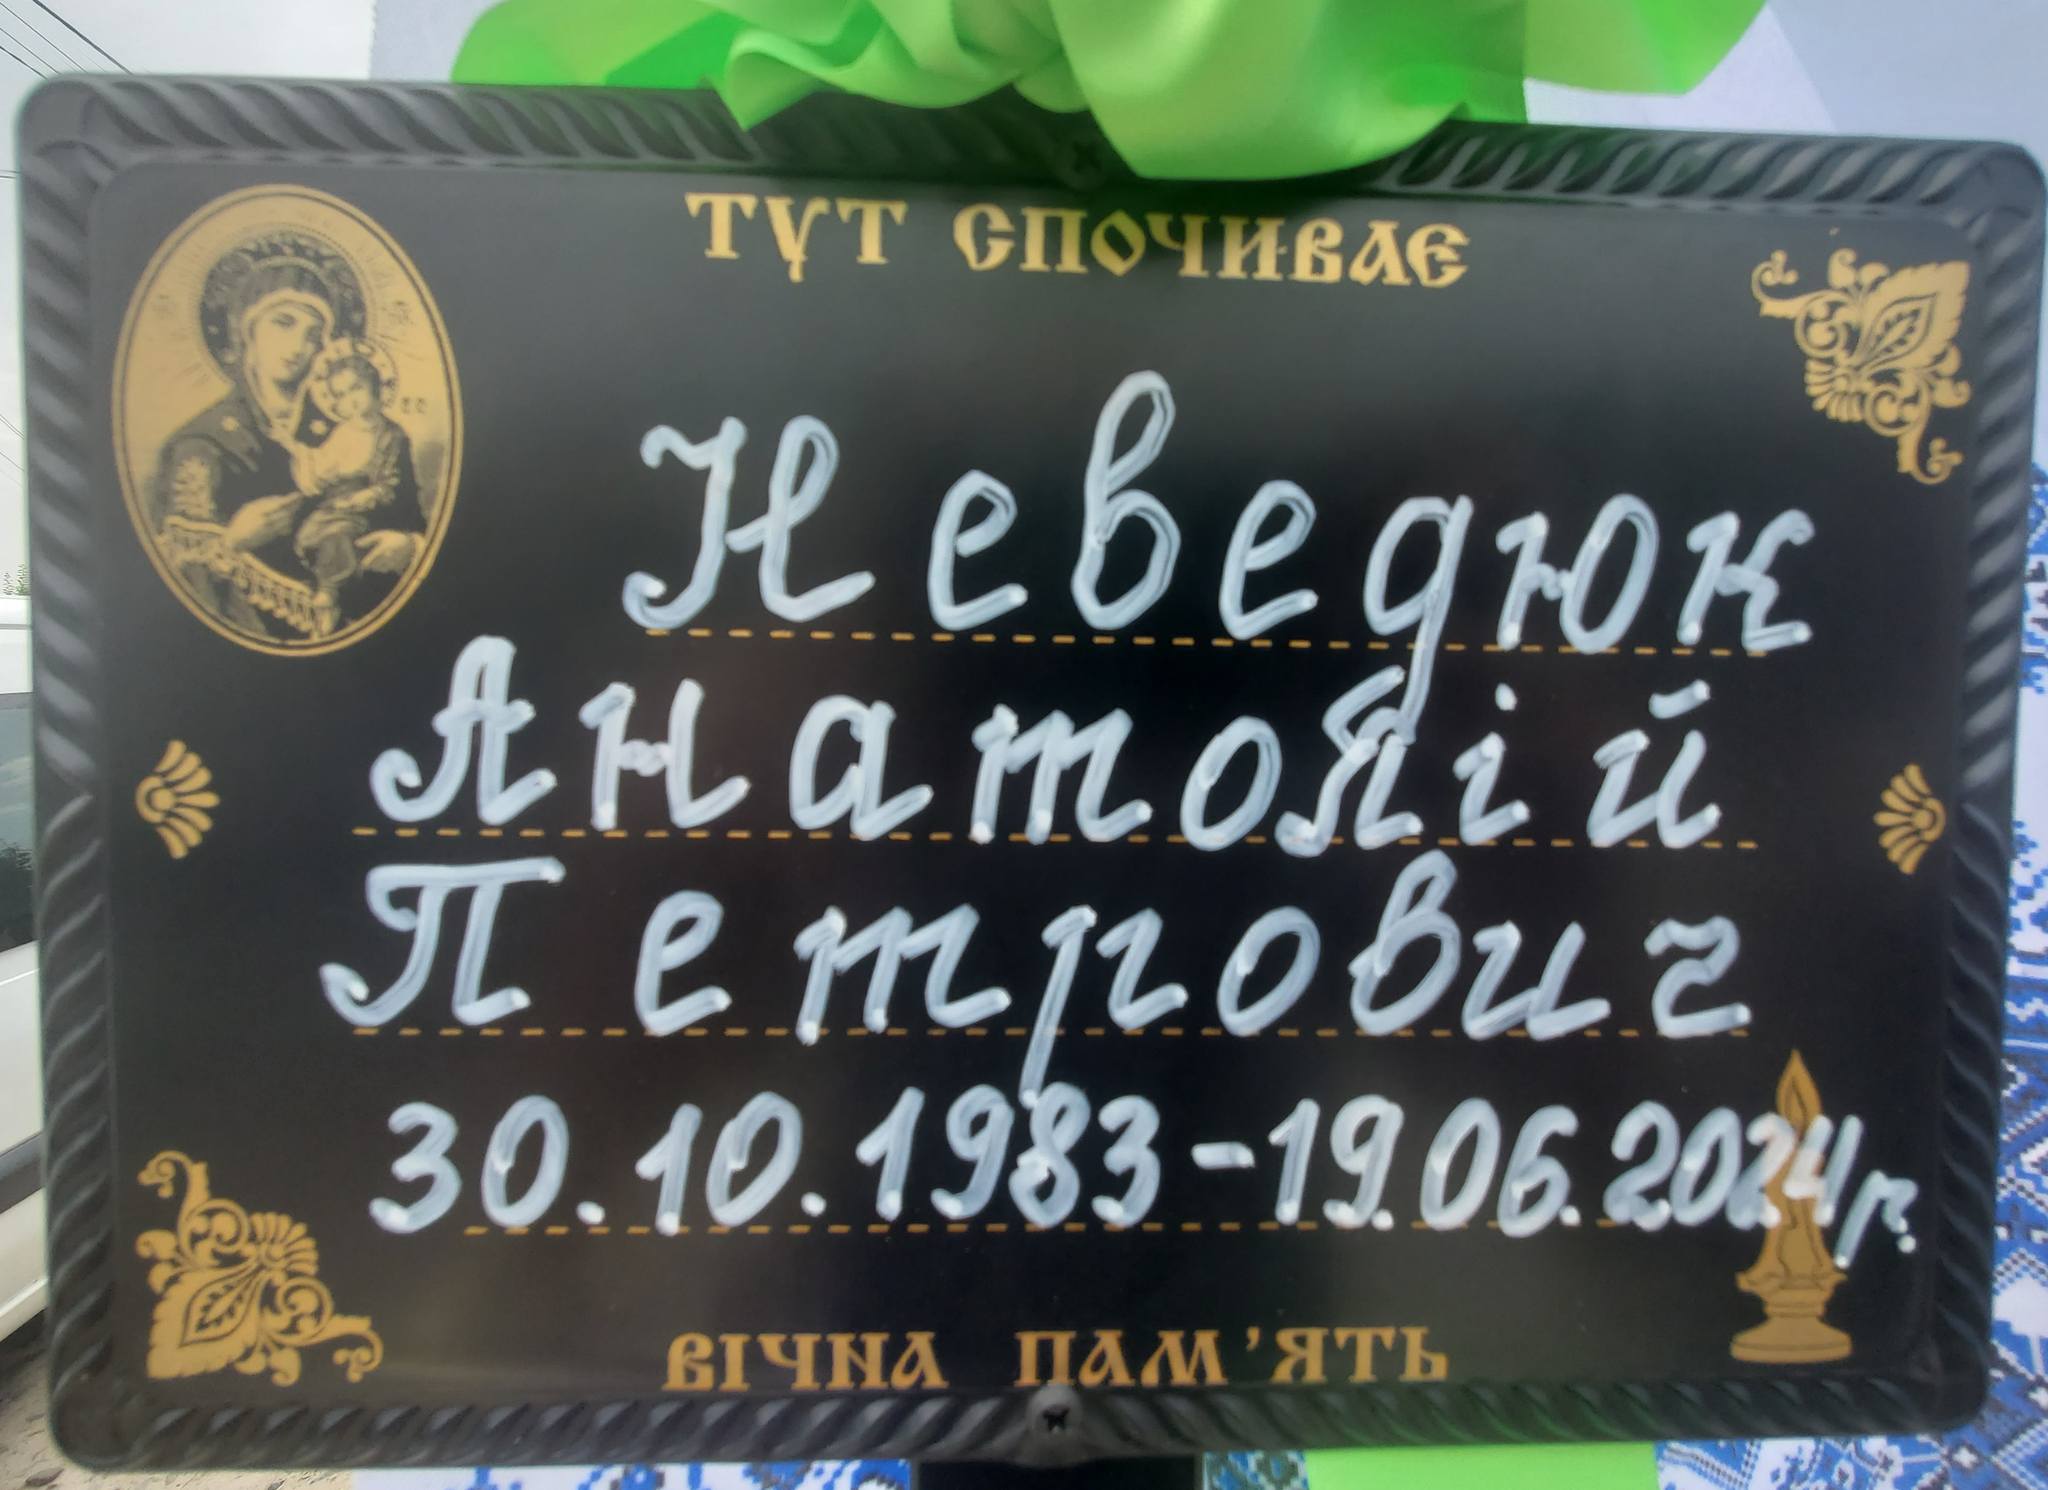 ТУТ СПОЧИВАЄ
Неведюк
Анатолій
Петрович
30.10.1983-19.06.2024р.
ВІЧНА ПАМ'ЯТЬ